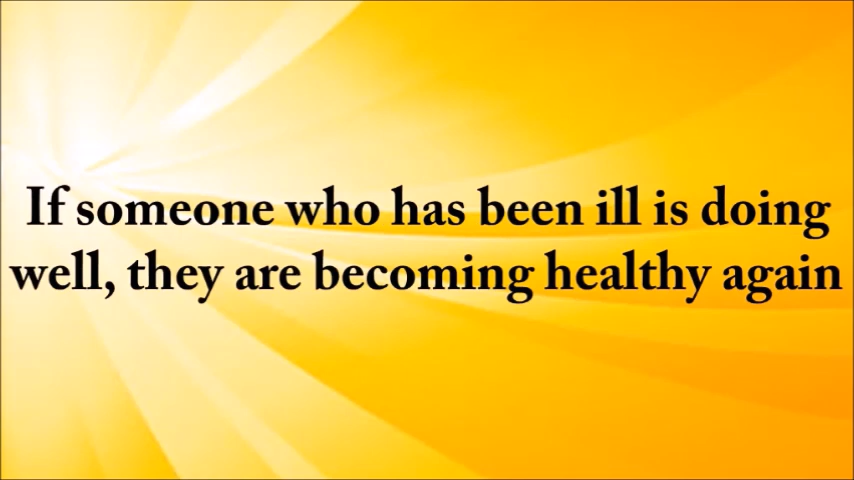 If someone who has been ill is doing
well, they are becoming healthy again